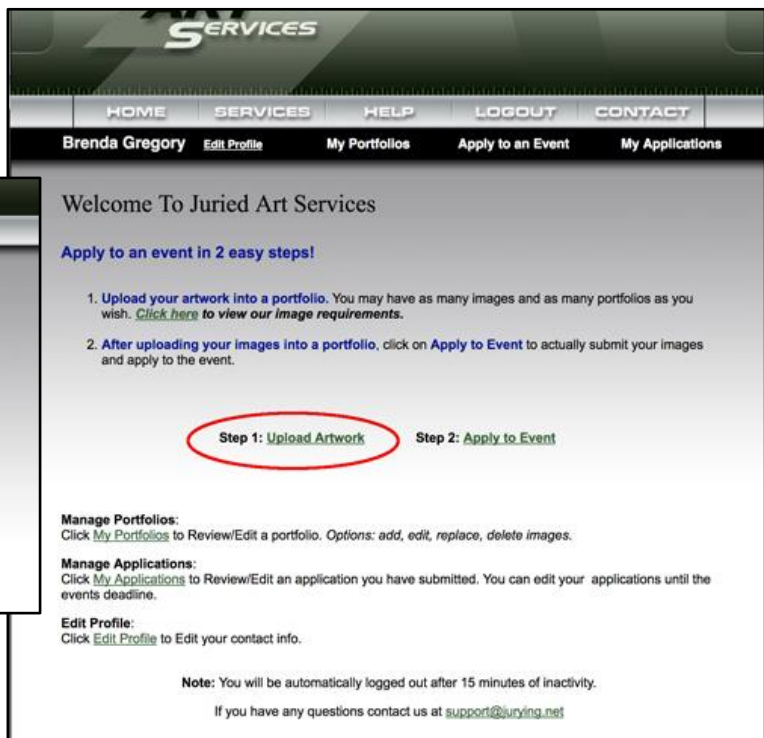 ART
SERVICES
HOME SERVICES HELP LOGOUT CONTACT
Brenda Gregory Edit Profile My Portfolios Apply to an Event My Applications
Welcome To Juried Art Services
Apply to an event in 2 easy steps!
1. Upload your artwork into a portfolio. You may have as many images and as many portfolios as you
wish. Click here to view our image requirements.
2. After uploading your images into a portfolio, click on Apply to Event to actually submit your images
and apply to the event.
Step 1: Upload Artwork Step 2: Apply to Event
Manage Portfolios:
Click My Portfolios to Review/Edit a portfolio. Options: add, edit, replace, delete images.
Manage Applications:
Click My Applications to Review/Edit an application you have submitted. You can edit your applications until the
events deadline.
Edit Profile:
Click Edit Profile to Edit your contact info.
Note: You will be automatically logged out after 15 minutes of inactivity.
If you have any questions contact us at support@jurying.net